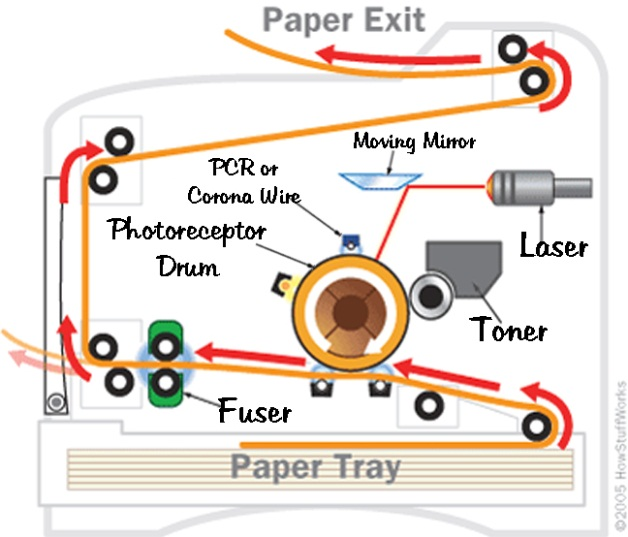 Paper Exit
Moving Mirror
PCR or
Corona Wire
Photoreceptor
Drum
Laser
Toner
Fuser
Paper Tray
©2005 HowStuffWorks